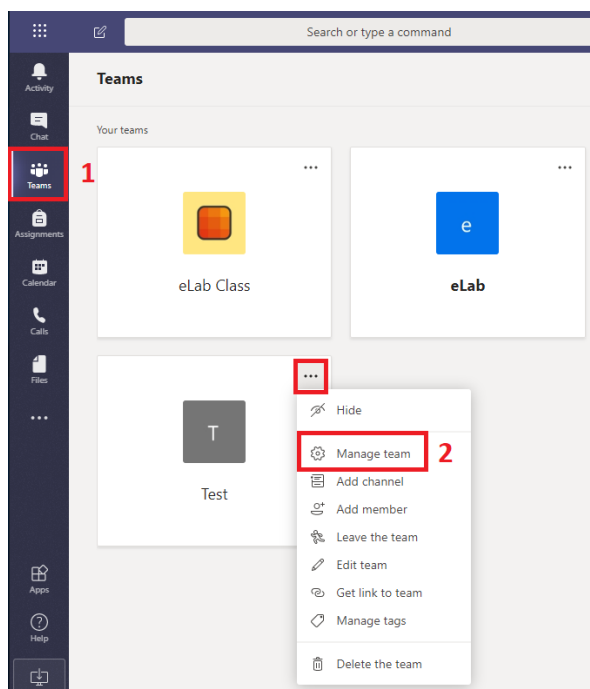 Search or type a command
Activity
Chat
Teams
Assignments
Calendar
Calls
Files
Apps
Help
1
Teams
Your teams
eLab Class
e
eLab
T
Test
Hide
Manage team
2
Add channel
Add member
Leave the team
Edit team
Get link to team
Manage tags
Delete the team